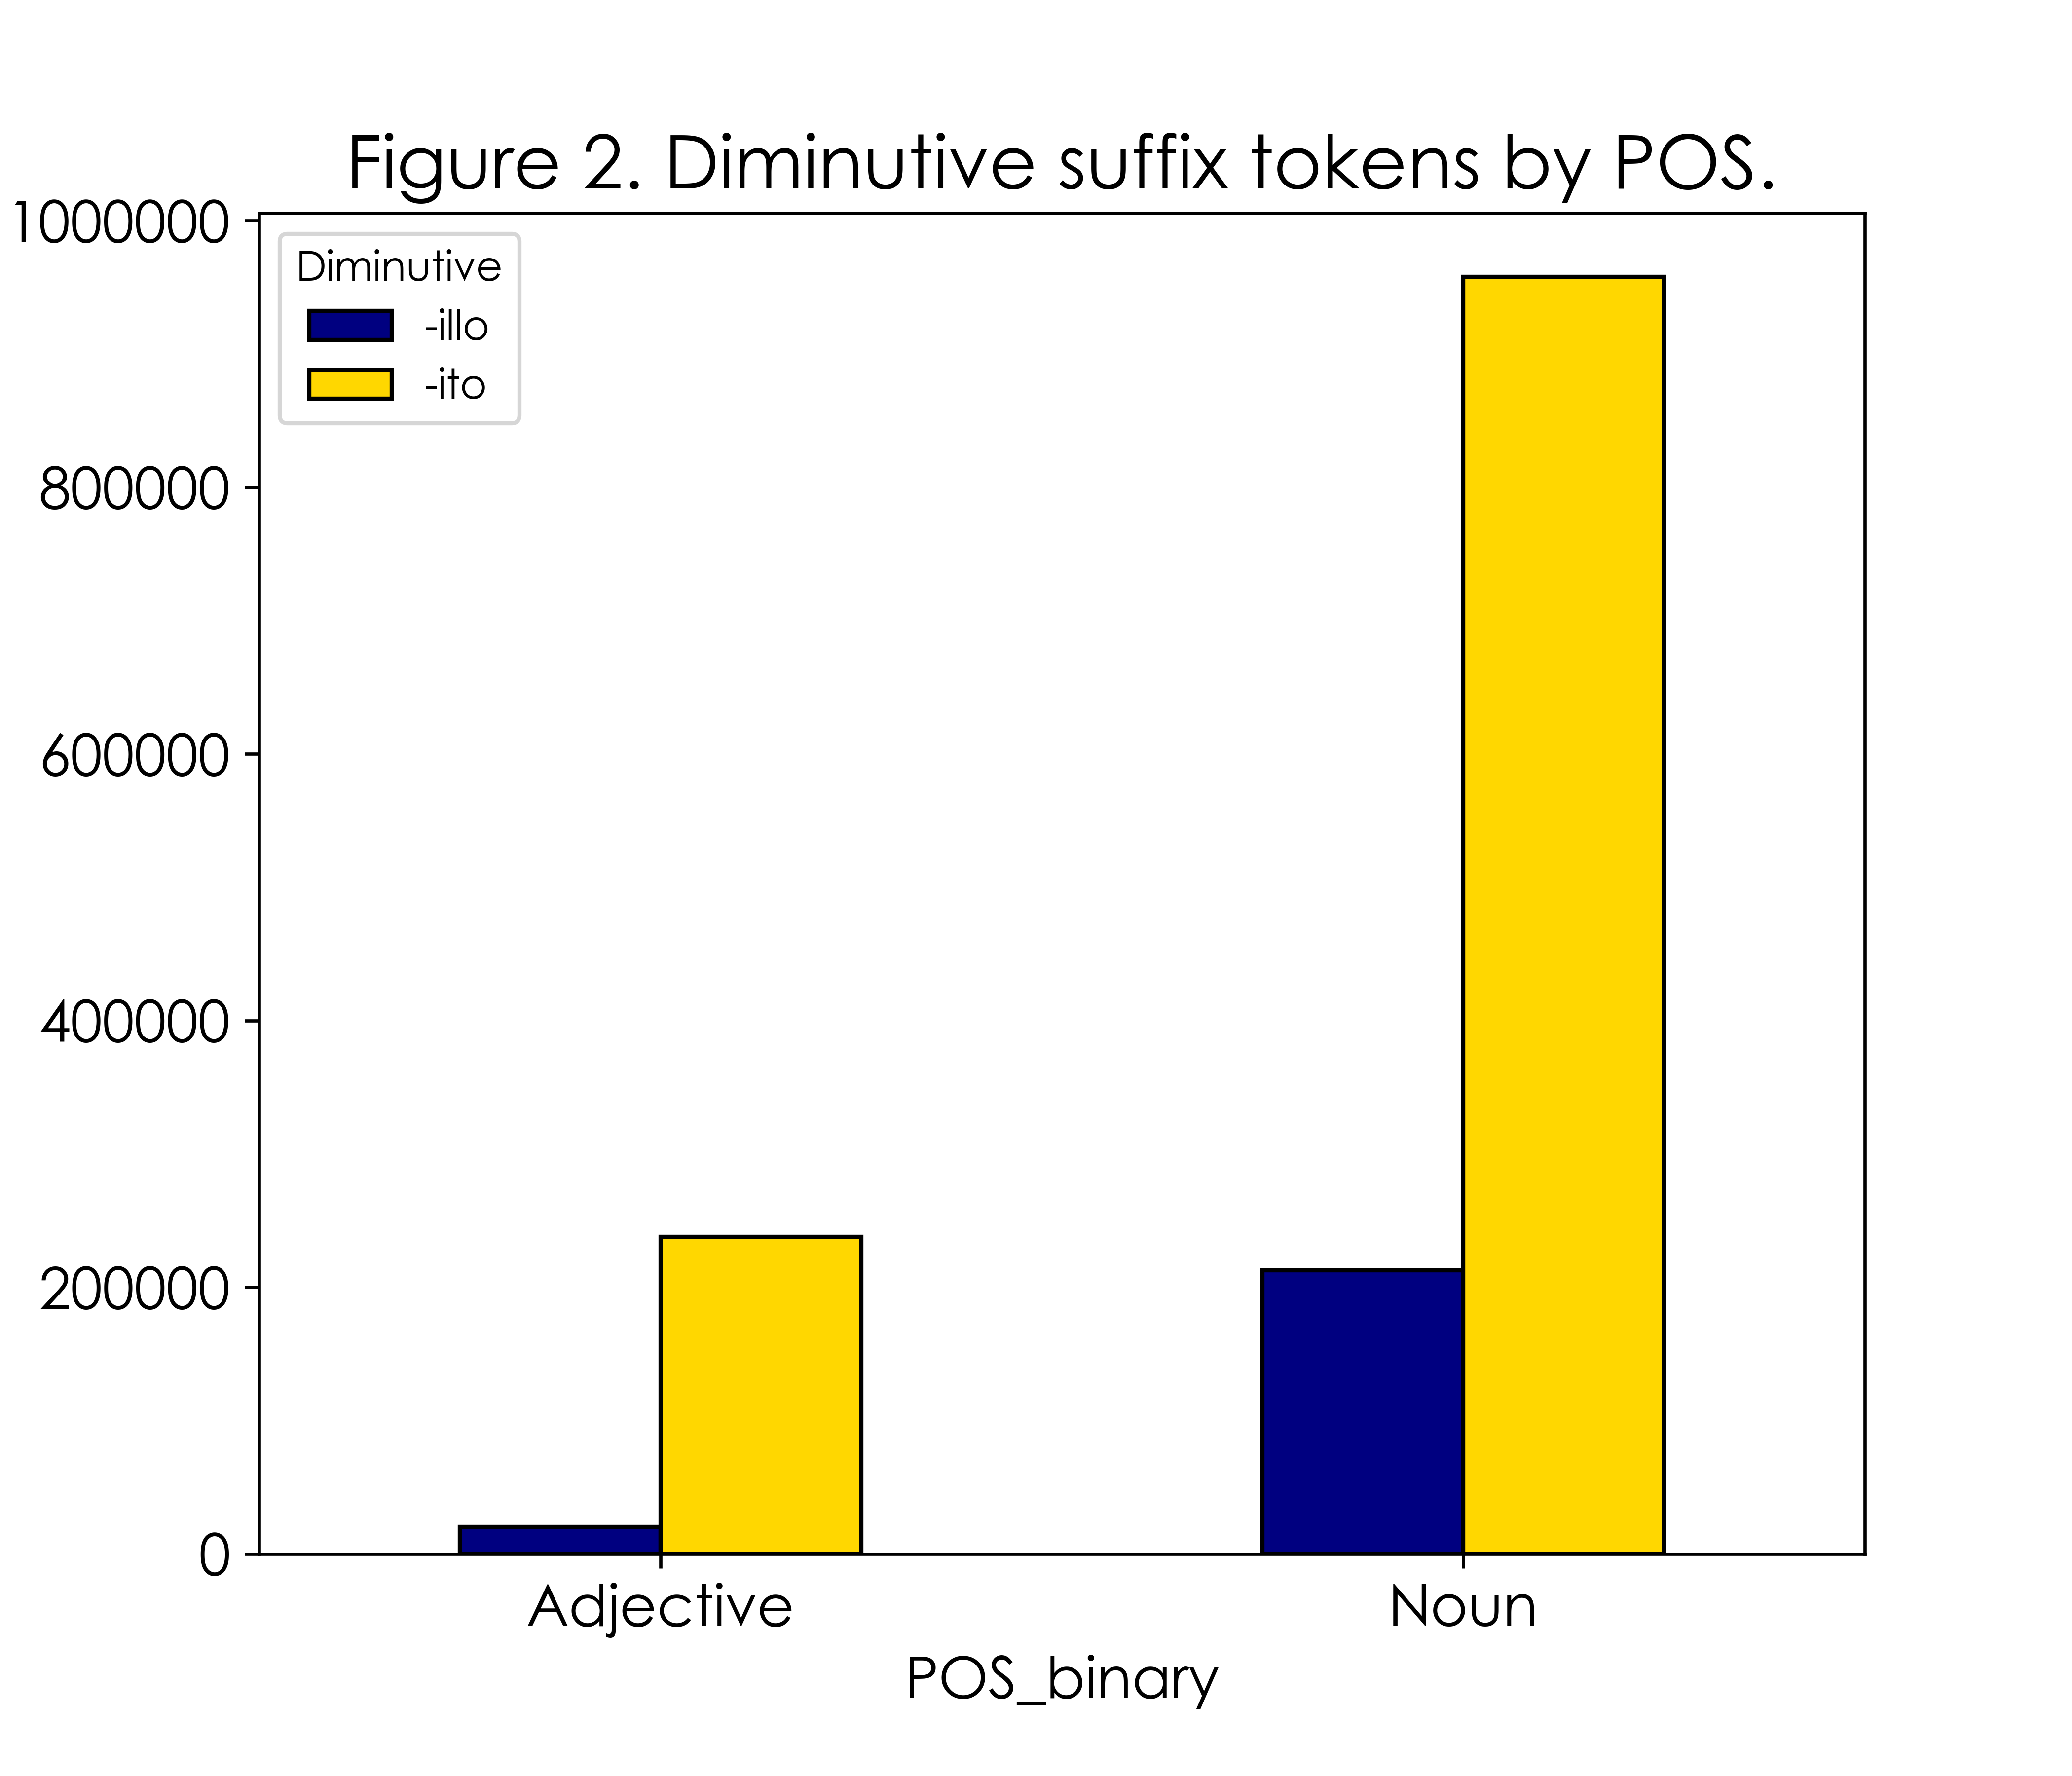 Figure 2. Diminutive suffix tokens by POS.
1000000
800000
600000
400000
200000
0
Diminutive
-illo
-ito
Adjective
Noun
POS_binary